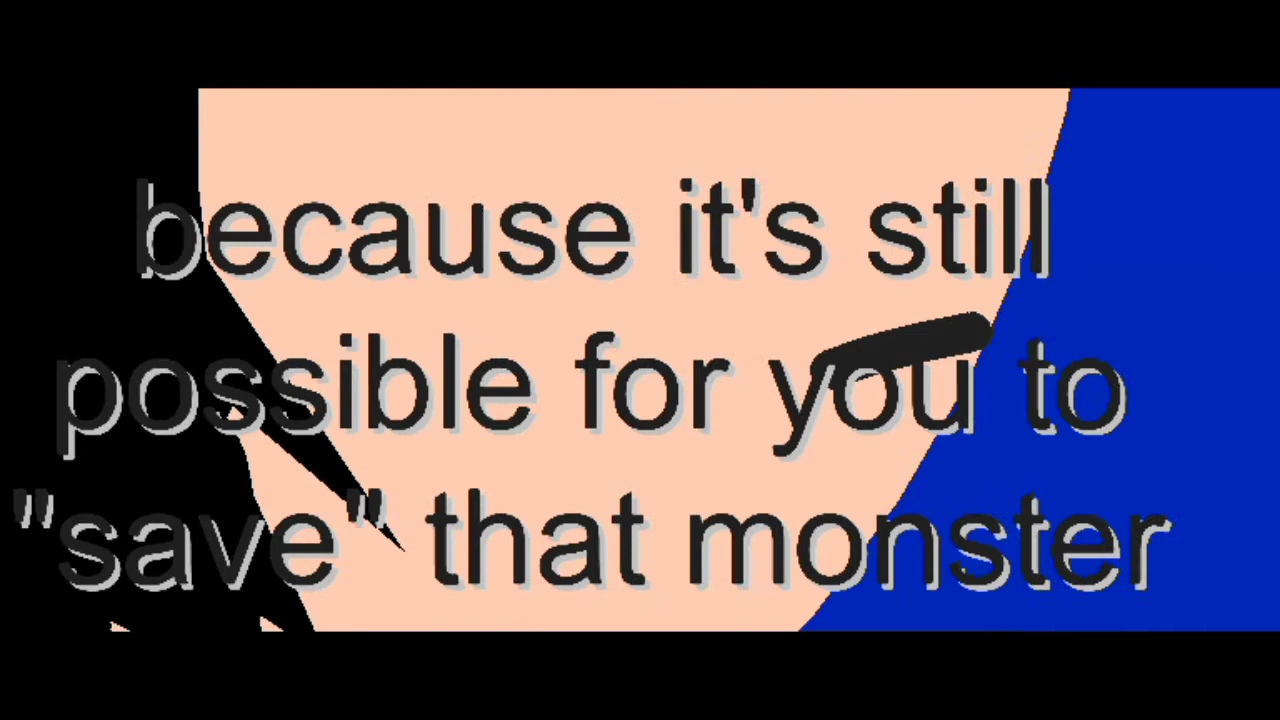 because it's still
possible for you to
"save" that monster